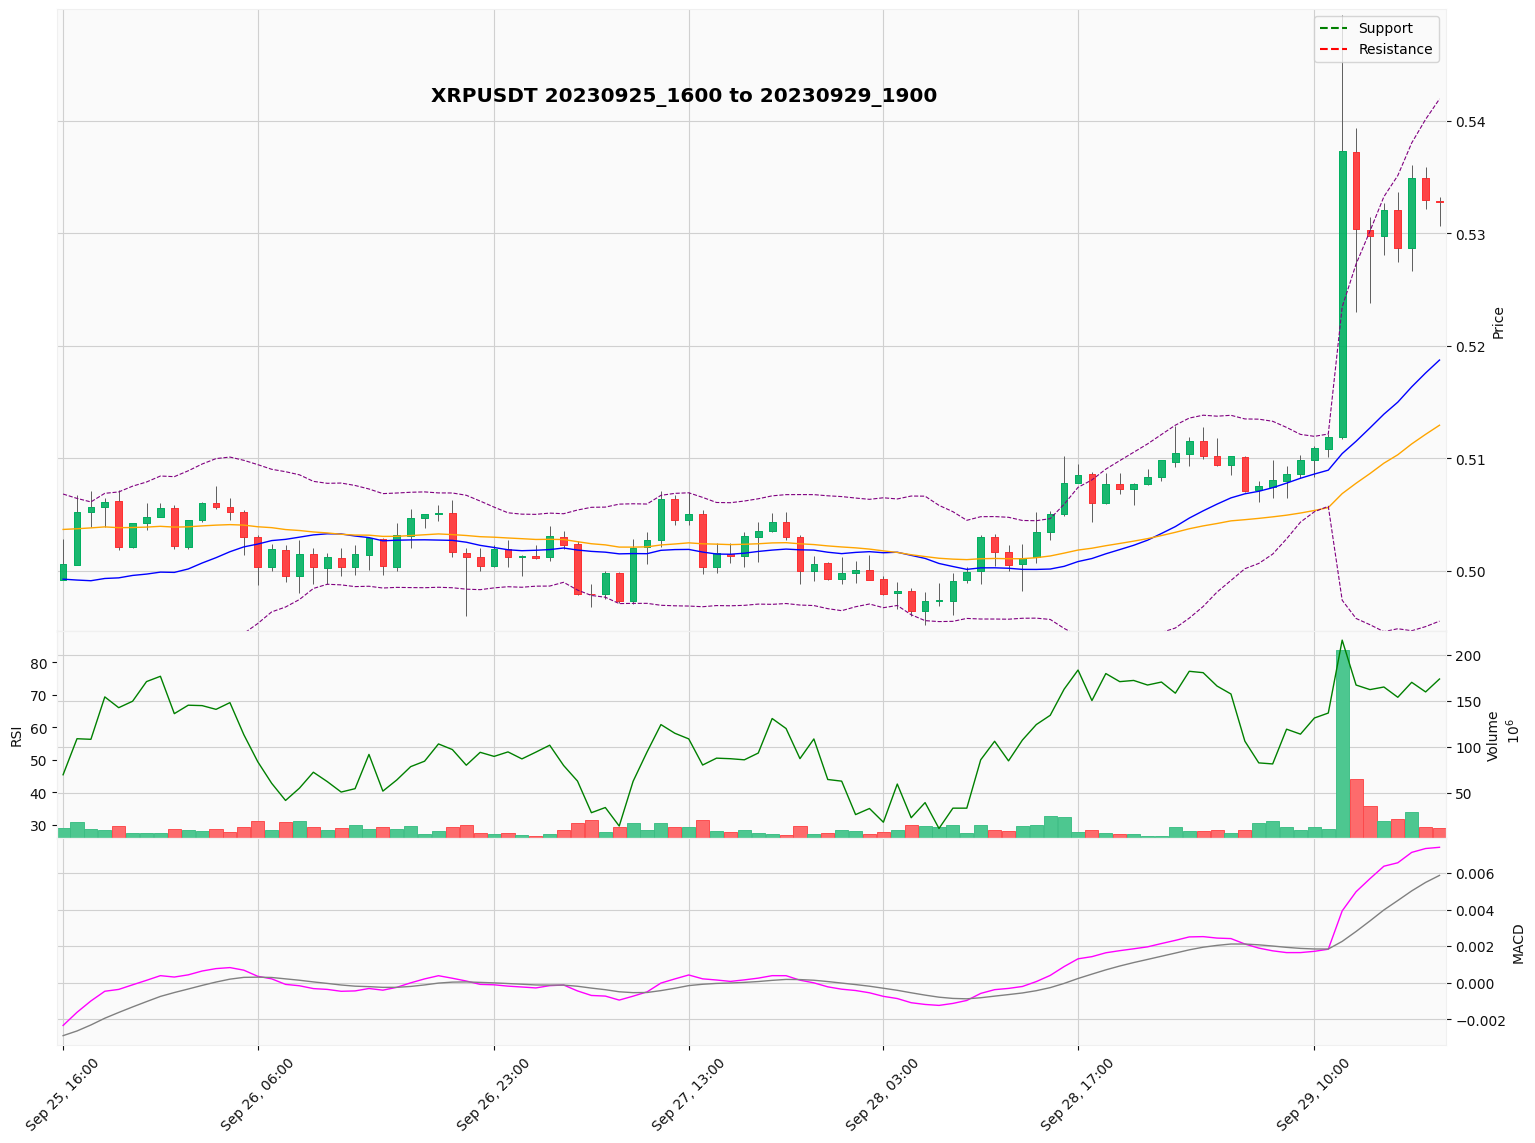 Support
Resistance
XRPUSDT 20230925_1600 to 20230929_1900
0.54
0.53
0.52
0.51
0.50
Price
80
70
60
50
40
30
RSI
200
150
100
50
Volume
10^6
0.006
0.004
0.002
0.000
−0.002
MACD
Sep 25, 16:00
Sep 26, 06:00
Sep 26, 23:00
Sep 27, 13:00
Sep 28, 03:00
Sep 28, 17:00
Sep 29, 10:00